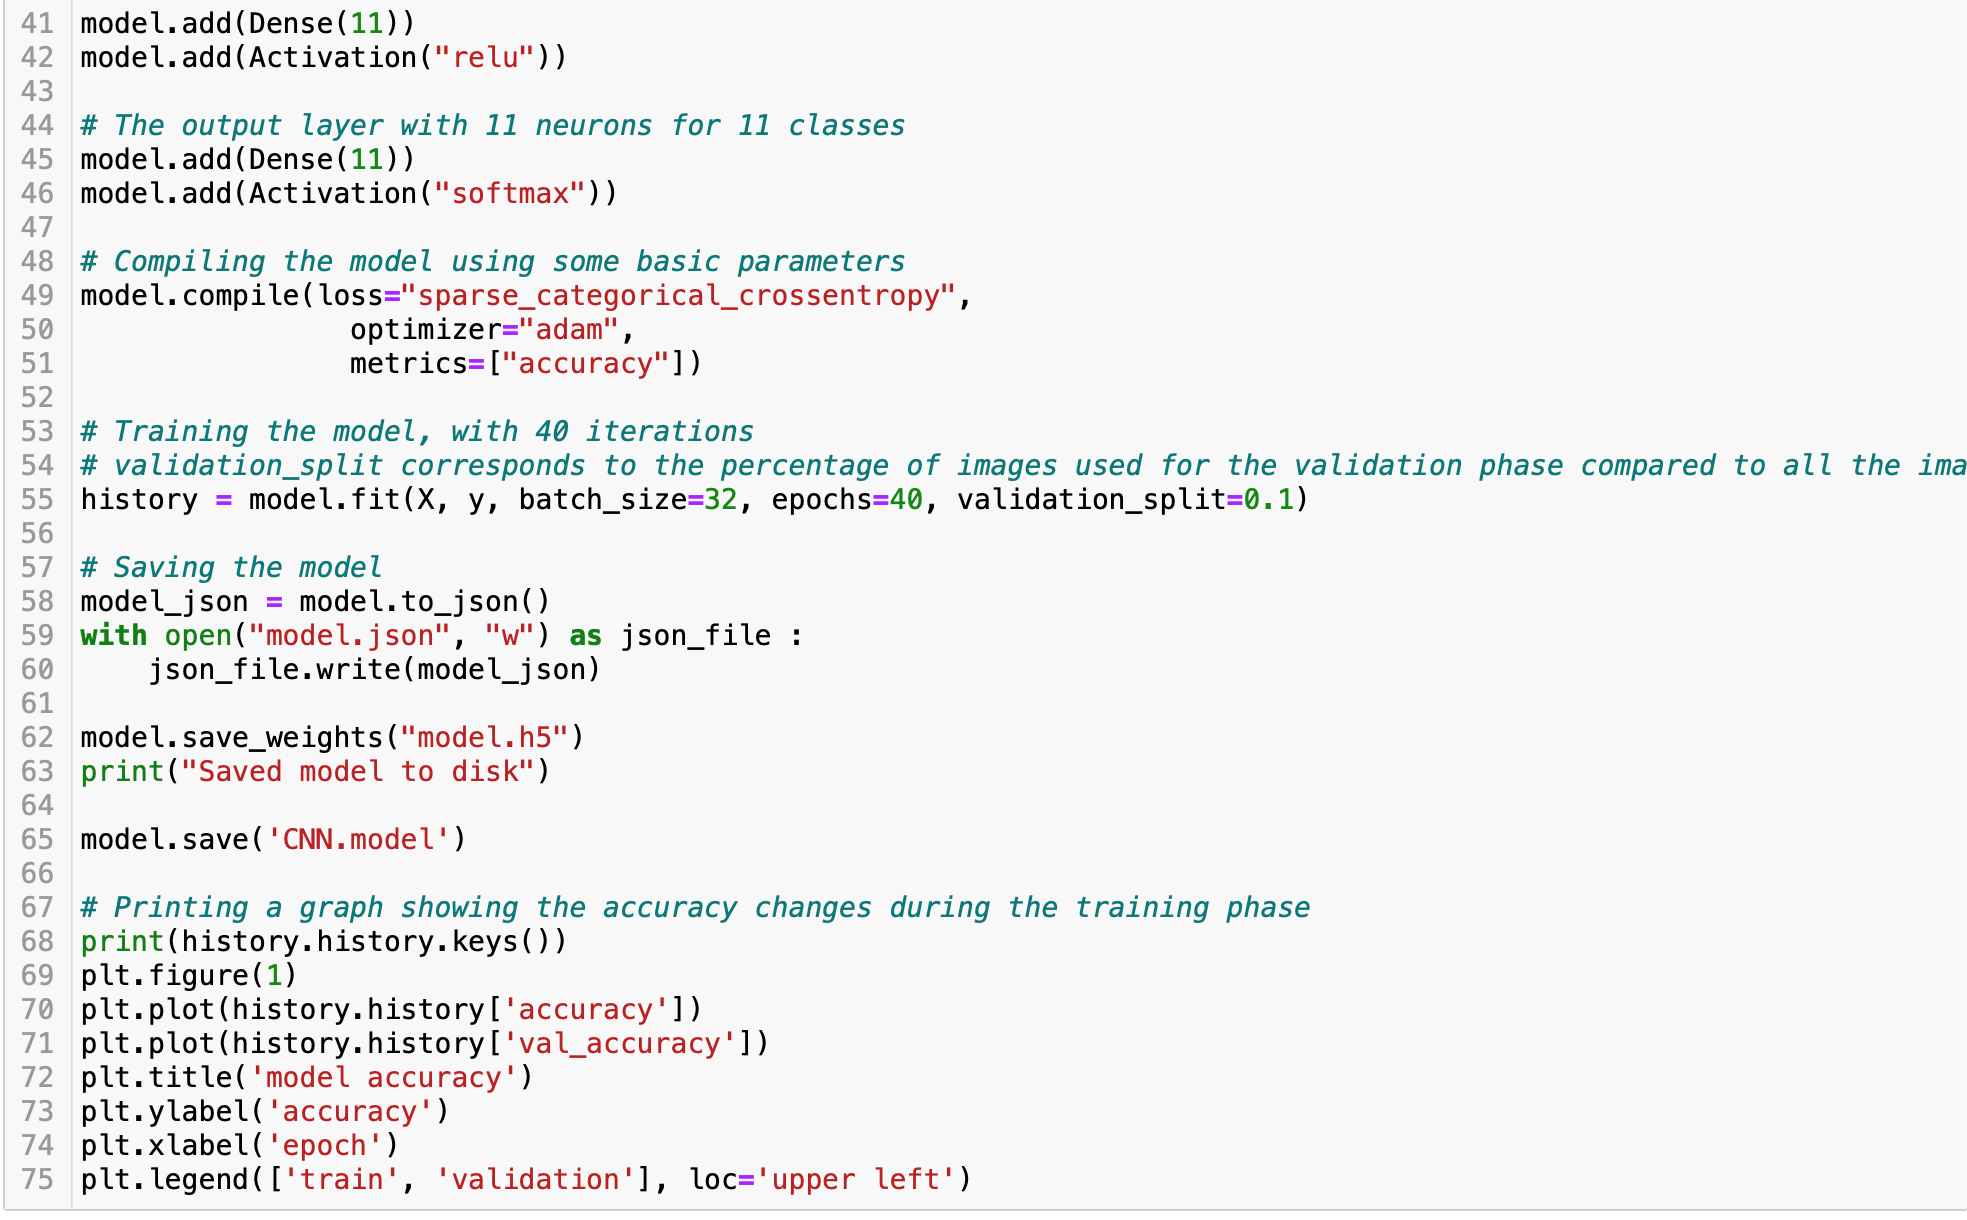 41 model.add(Dense(11))
42 model.add(Activation("relu"))
43
44 # The output layer with 11 neurons for 11 classes
45 model.add(Dense(11))
46 model.add(Activation("softmax"))
47
48 # Compiling the model using some basic parameters
49 model.compile(loss="sparse_categorical_crossentropy",
50                 optimizer="adam",
51                 metrics=["accuracy"])
52
53 # Training the model, with 40 iterations
54 # validation_split corresponds to the percentage of images used for the validation phase compared to all the ima
55 history = model.fit(X, y, batch_size=32, epochs=40, validation_split=0.1)
56
57 # Saving the model
58 model_json = model.to_json()
59 with open("model.json", "w") as json_file :
60     json_file.write(model_json)
61
62 model.save_weights("model.h5")
63 print("Saved model to disk")
64
65 model.save('CNN.model')
66
67 # Printing a graph showing the accuracy changes during the training phase
68 print(history.history.keys())
69 plt.figure(1)
70 plt.plot(history.history['accuracy'])
71 plt.plot(history.history['val_accuracy'])
72 plt.title('model accuracy')
73 plt.ylabel('accuracy')
74 plt.xlabel('epoch')
75 plt.legend(['train', 'validation'], loc='upper left')